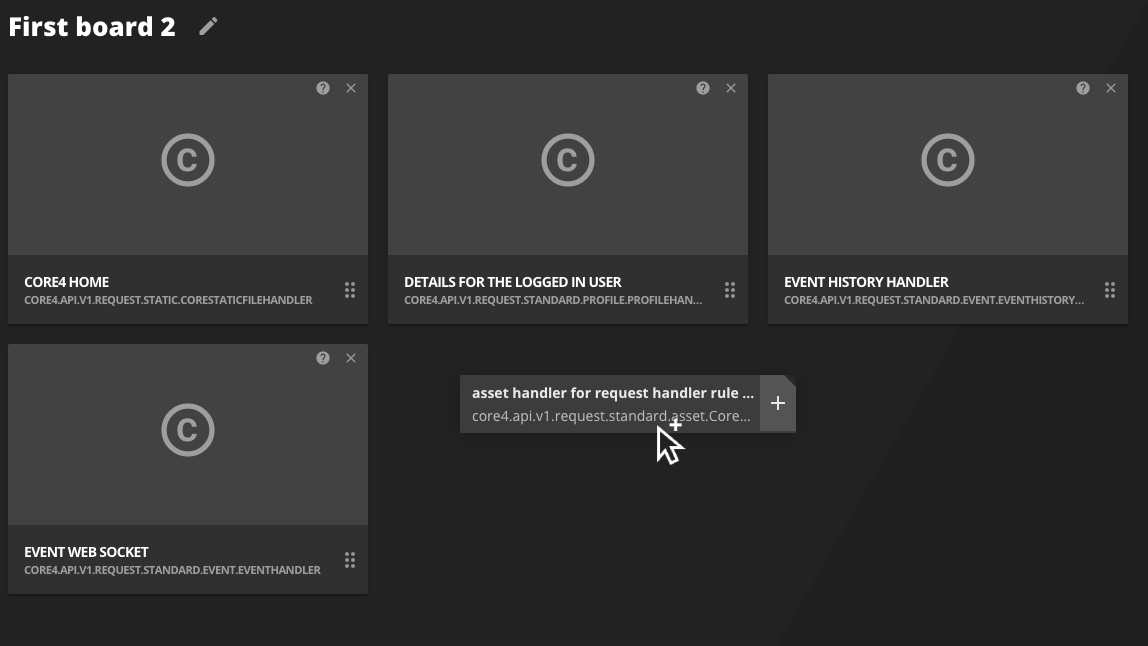 First board 2
CORE4 HOME
CORE4.API.V1.REQUEST.STATIC.CORESTATICFILEHANDLER
DETAILS FOR THE LOGGED IN USER
CORE4.API.V1.REQUEST.STANDARD.PROFILE.PROFILEHAN...
EVENT HISTORY HANDLER
CORE4.API.V1.REQUEST.STANDARD.EVENT.EVENTHISTORY...
EVENT WEB SOCKET
CORE4.API.V1.REQUEST.STANDARD.EVENT.EVENTHANDLER
asset handler for request handler rule ...
core4.api.v1.request.standard.asset.Core...